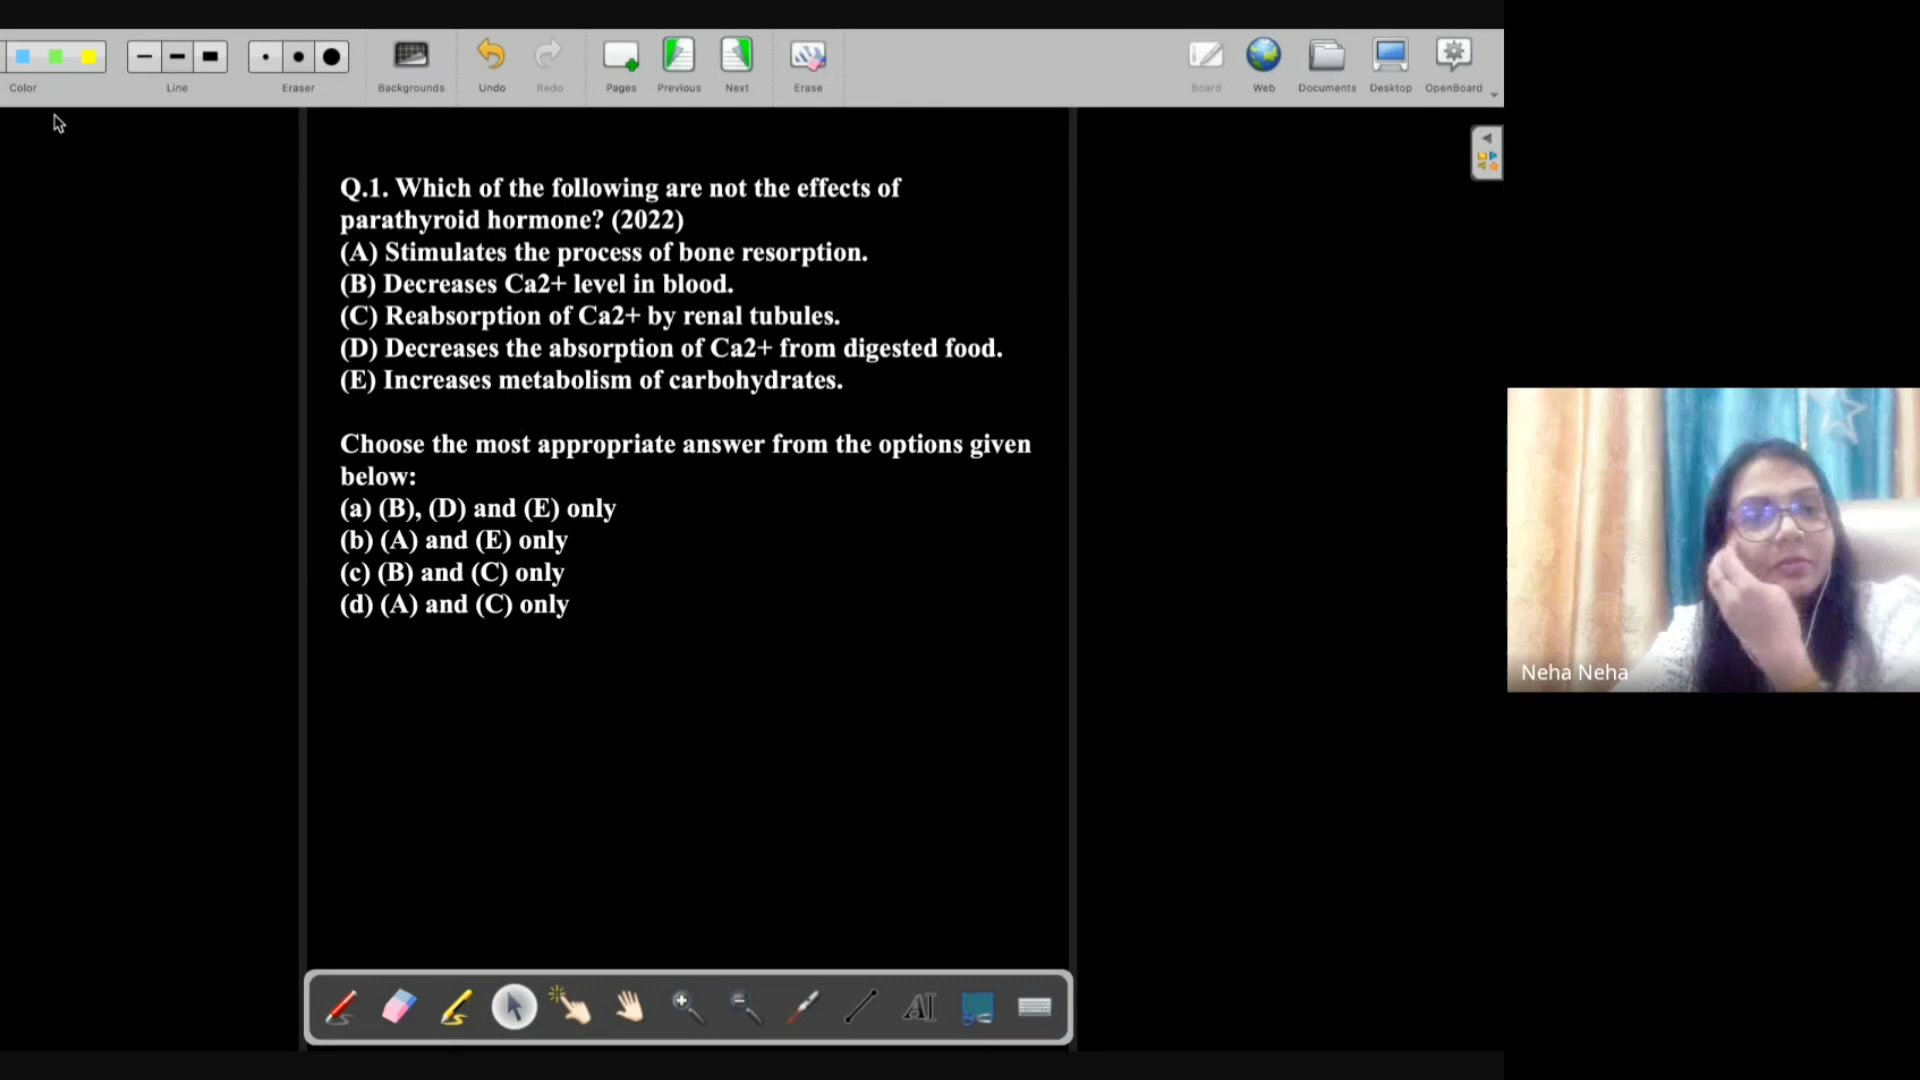 Color
Line
Eraser
Backgrounds
Undo
Redo
Pages
Previous
Next
Erase
Board
Web
Documents
Desktop
OpenBoard
Q.1. Which of the following are not the effects of
parathyroid hormone? (2022)
(A) Stimulates the process of bone resorption.
(B) Decreases Ca2+ level in blood.
(C) Reabsorption of Ca2+ by renal tubules.
(D) Decreases the absorption of Ca2+ from digested food.
(E) Increases metabolism of carbohydrates.
Choose the most appropriate answer from the options given
below:
(a) (B), (D) and (E) only
(b) (A) and (E) only
(c) (B) and (C) only
(d) (A) and (C) only
Neha Neha
AI